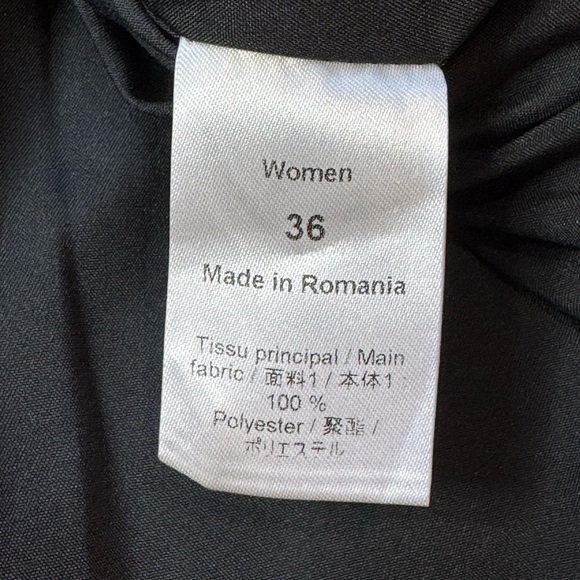 Women
36
Made in Romania
Tissu principal / Main
fabric / 面料1 / 本体1 :
100 %
Polyester / 聚酯 /
ポリエステル